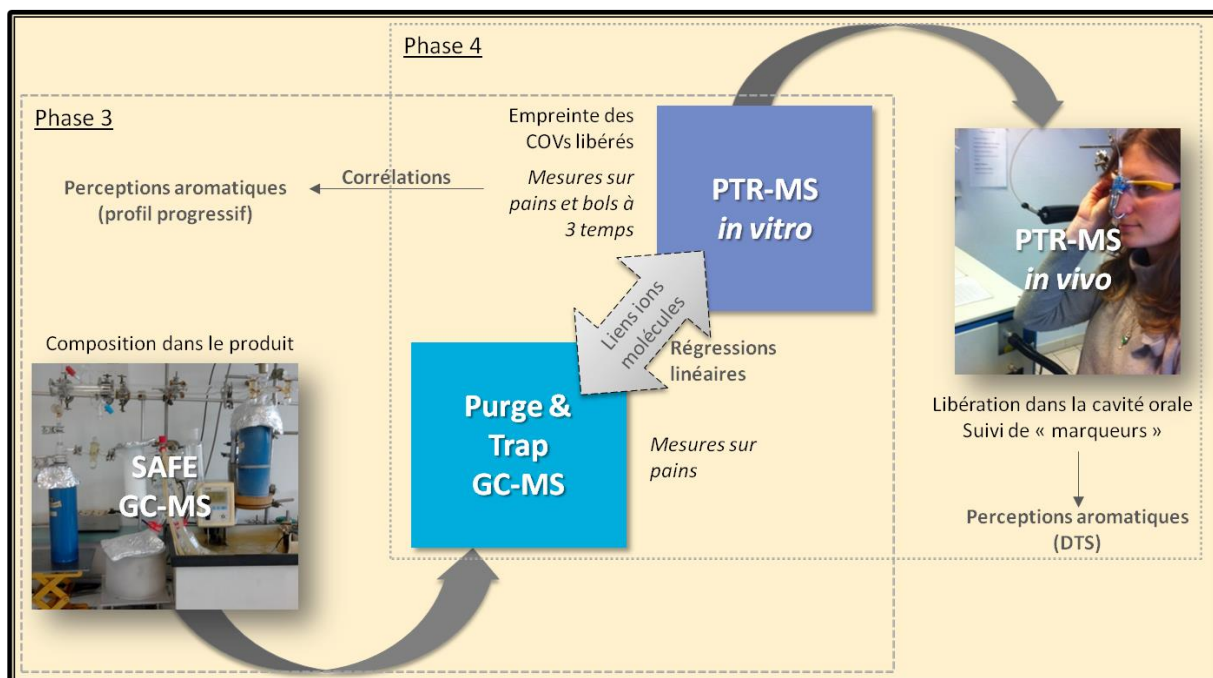 Phase 4
Phase 3
Empreinte des
COVs libérés
Corrélations
Perceptions aromatiques
(profil progressif)
Mesures sur
pains et bols à
3 temps
PTR-MS
in vitro
PTR-MS
in vivo
Liens ions
molécules
Régressions
linéaires
Composition dans le produit
SAFE
GC-MS
Purge &
Trap
GC-MS
Mesures sur
pains
Libération dans la cavité orale
Suivi de « marqueurs »
Perceptions aromatiques
(DTS)